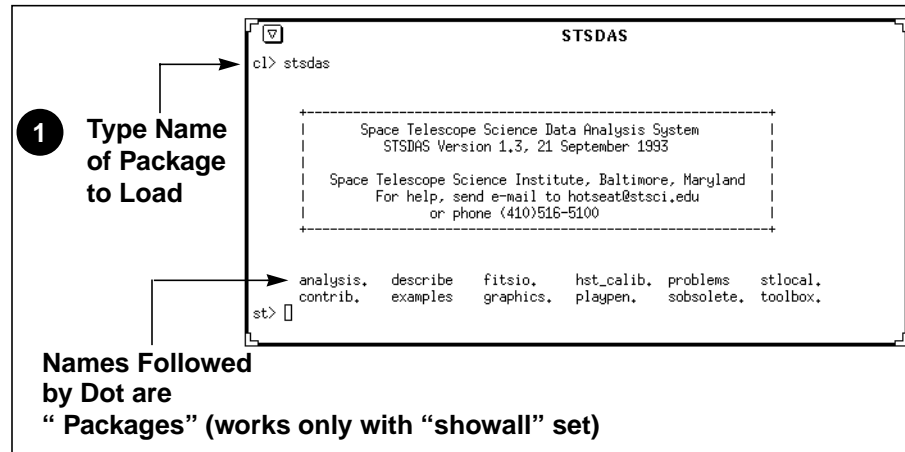 STSDAS
cl> stsdas
1 Type Name
of Package
to Load
Space Telescope Science Data Analysis System
STSDAS Version 1.3, 21 September 1993
Space Telescope Science Institute, Baltimore, Maryland
For help, send e-mail to hotseat@stsci.edu
or phone (410)516-5100
analysis. describe fitsio. hst_calib. problems stlocal.
contrib. examples graphics. playpen. sobsolete. toolbox.
st>
Names Followed
by Dot are
“ Packages” (works only with “showall” set)